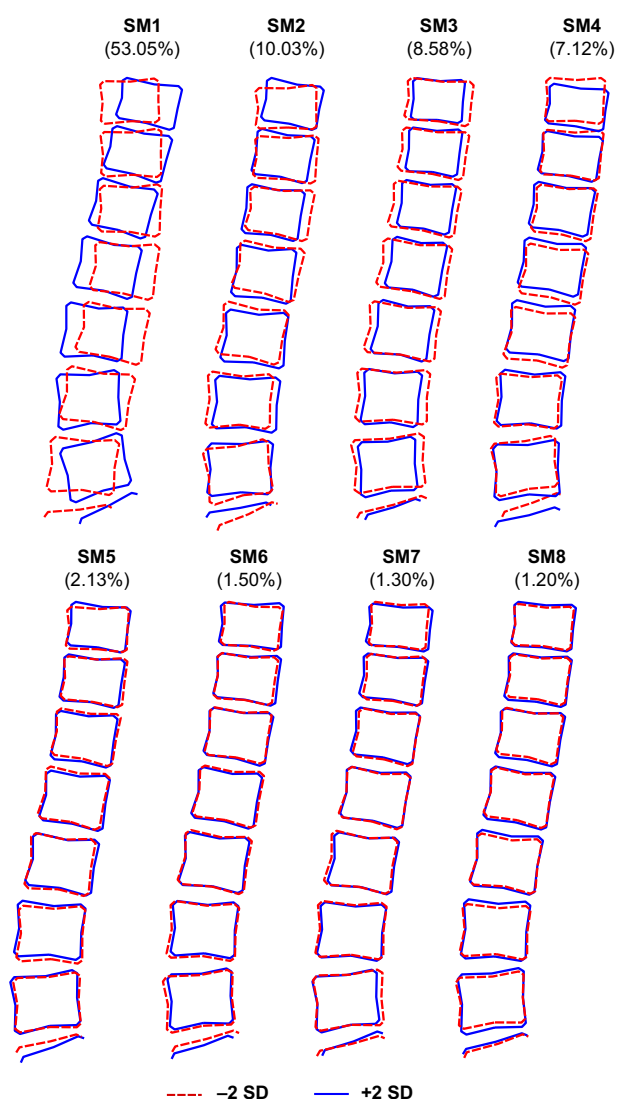 SM1 SM2 SM3 SM4
(53.05%) (10.03%) (8.58%) (7.12%)
SM5 SM6 SM7 SM8
(2.13%) (1.50%) (1.30%) (1.20%)
–2 SD +2 SD